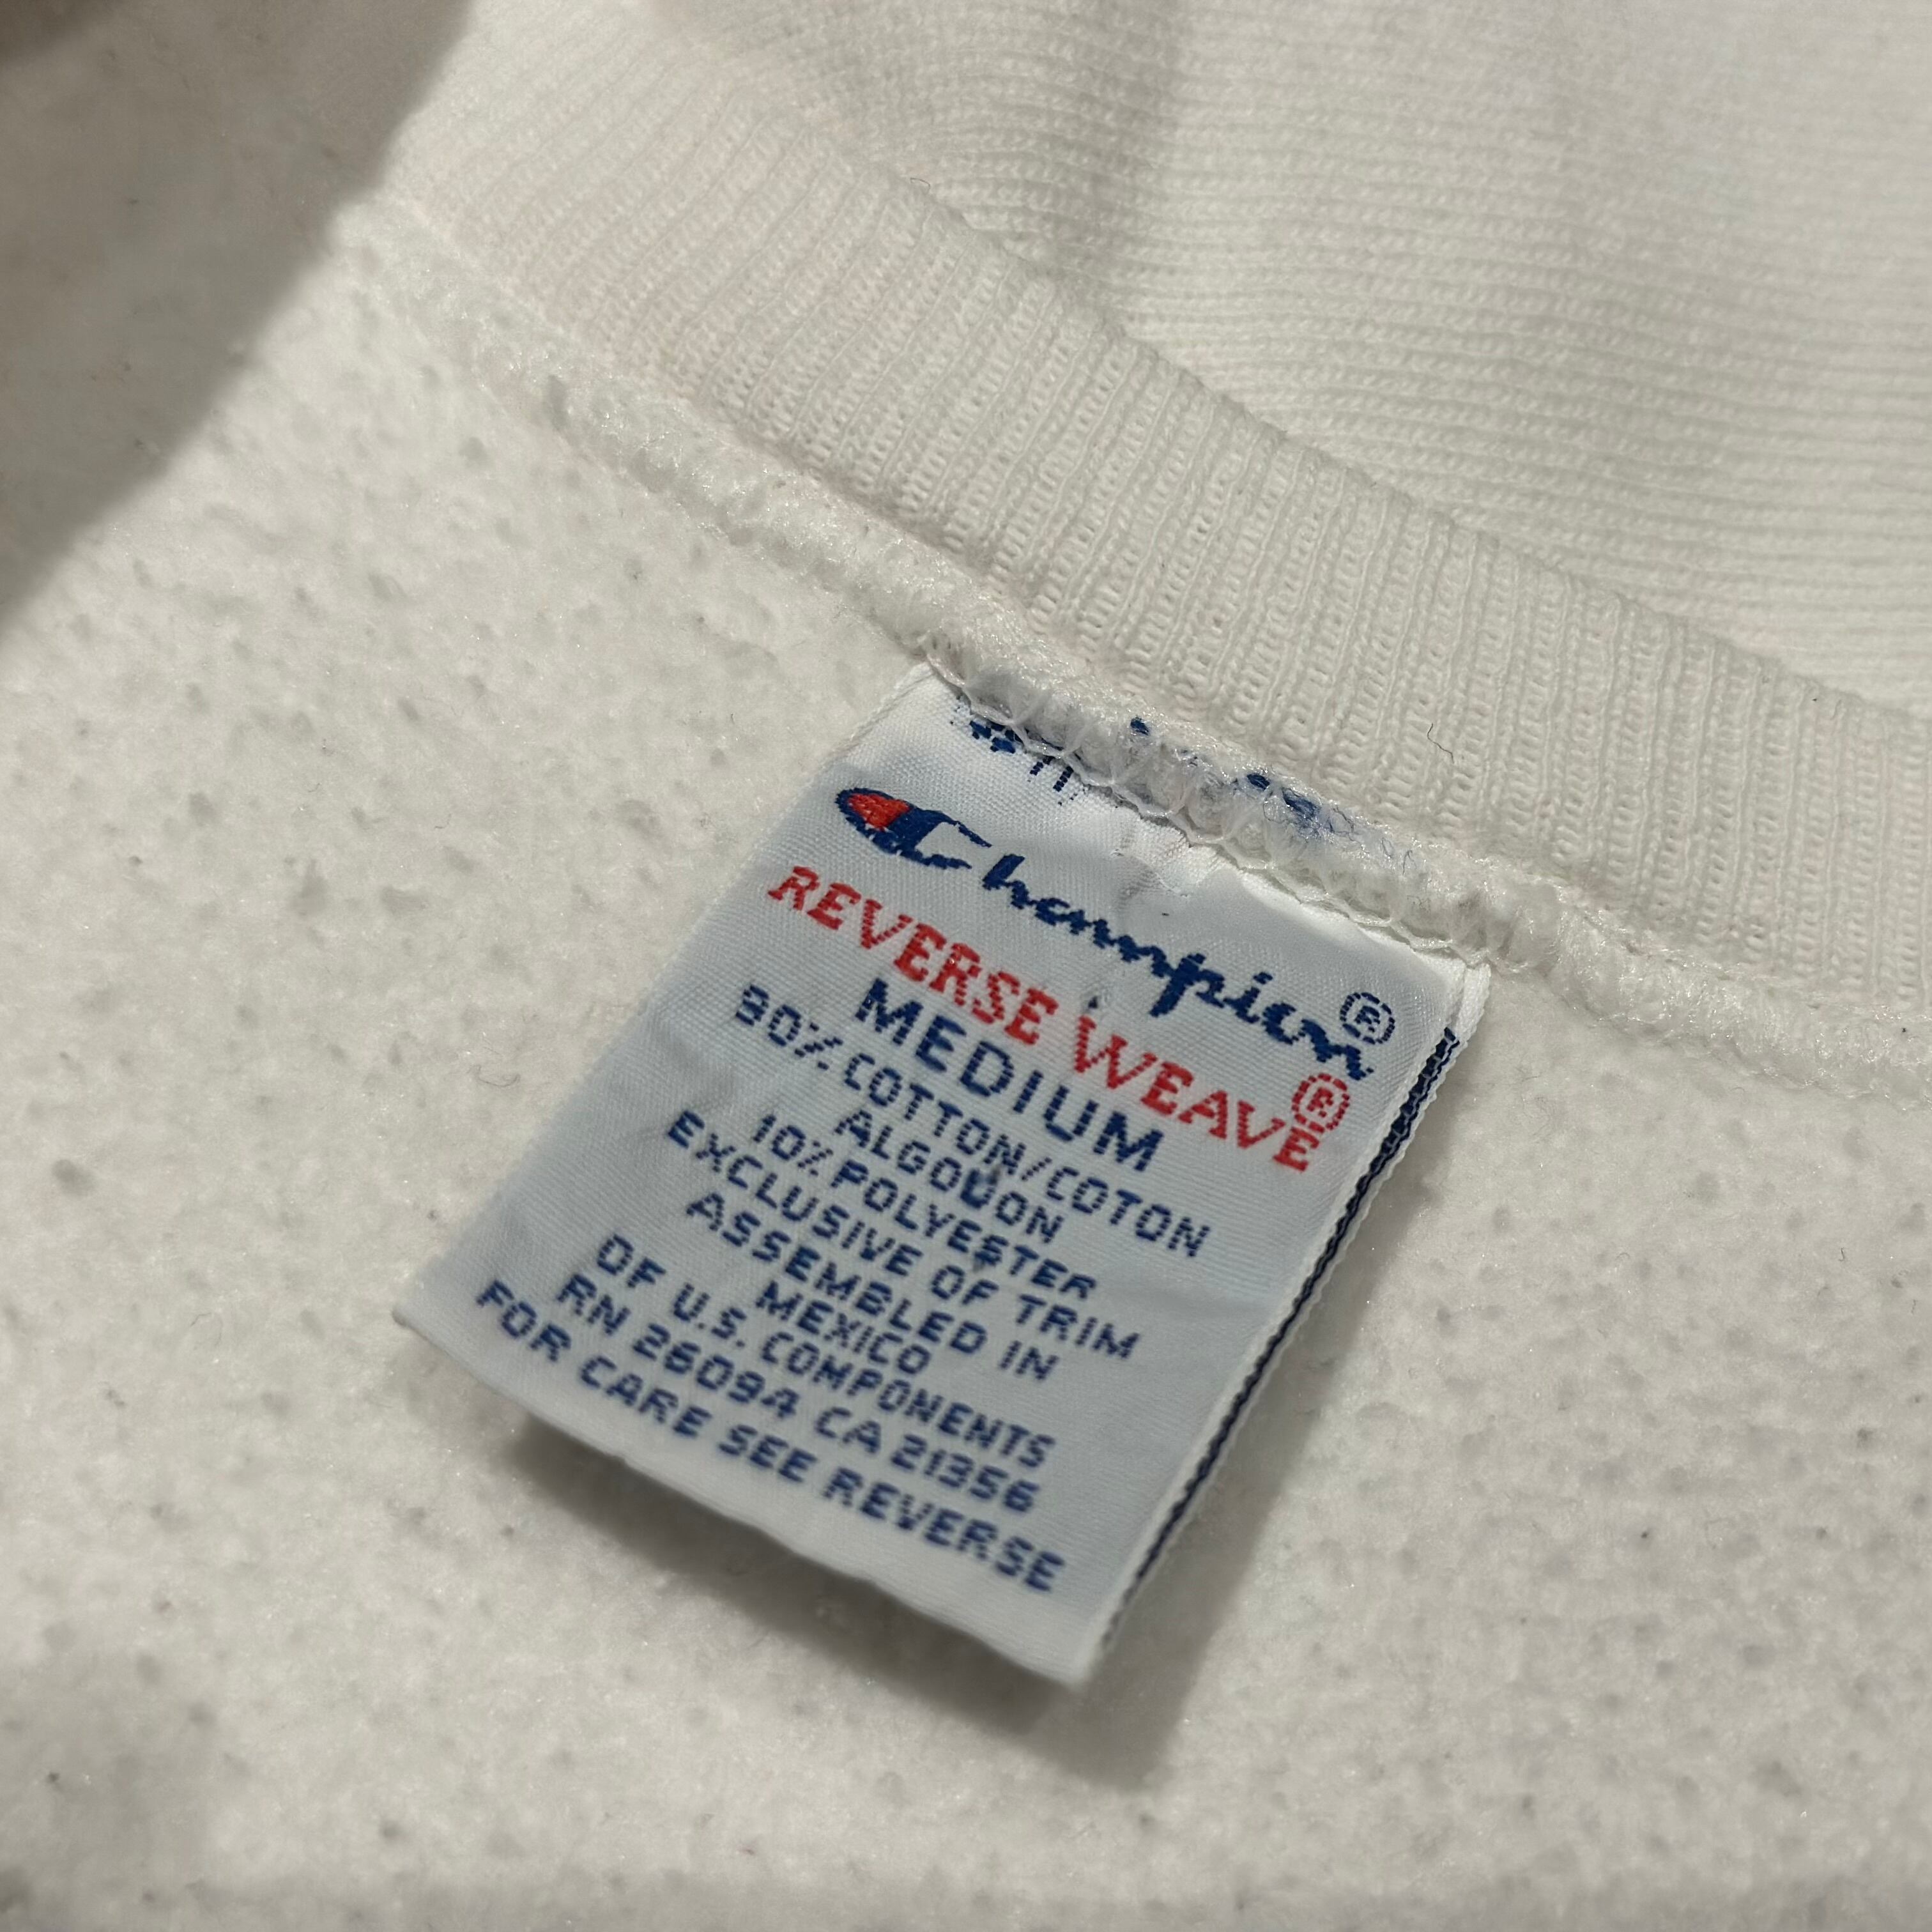 Champion®
REVERSE WEAVE®
MEDIUM
90% COTTON/COTON
ALGODON
10% POLYESTER
EXCLUSIVE OF TRIM
ASSEMBLED IN
MEXICO
OF U.S. COMPONENTS
RN 26094 CA 21356
FOR CARE SEE REVERSE